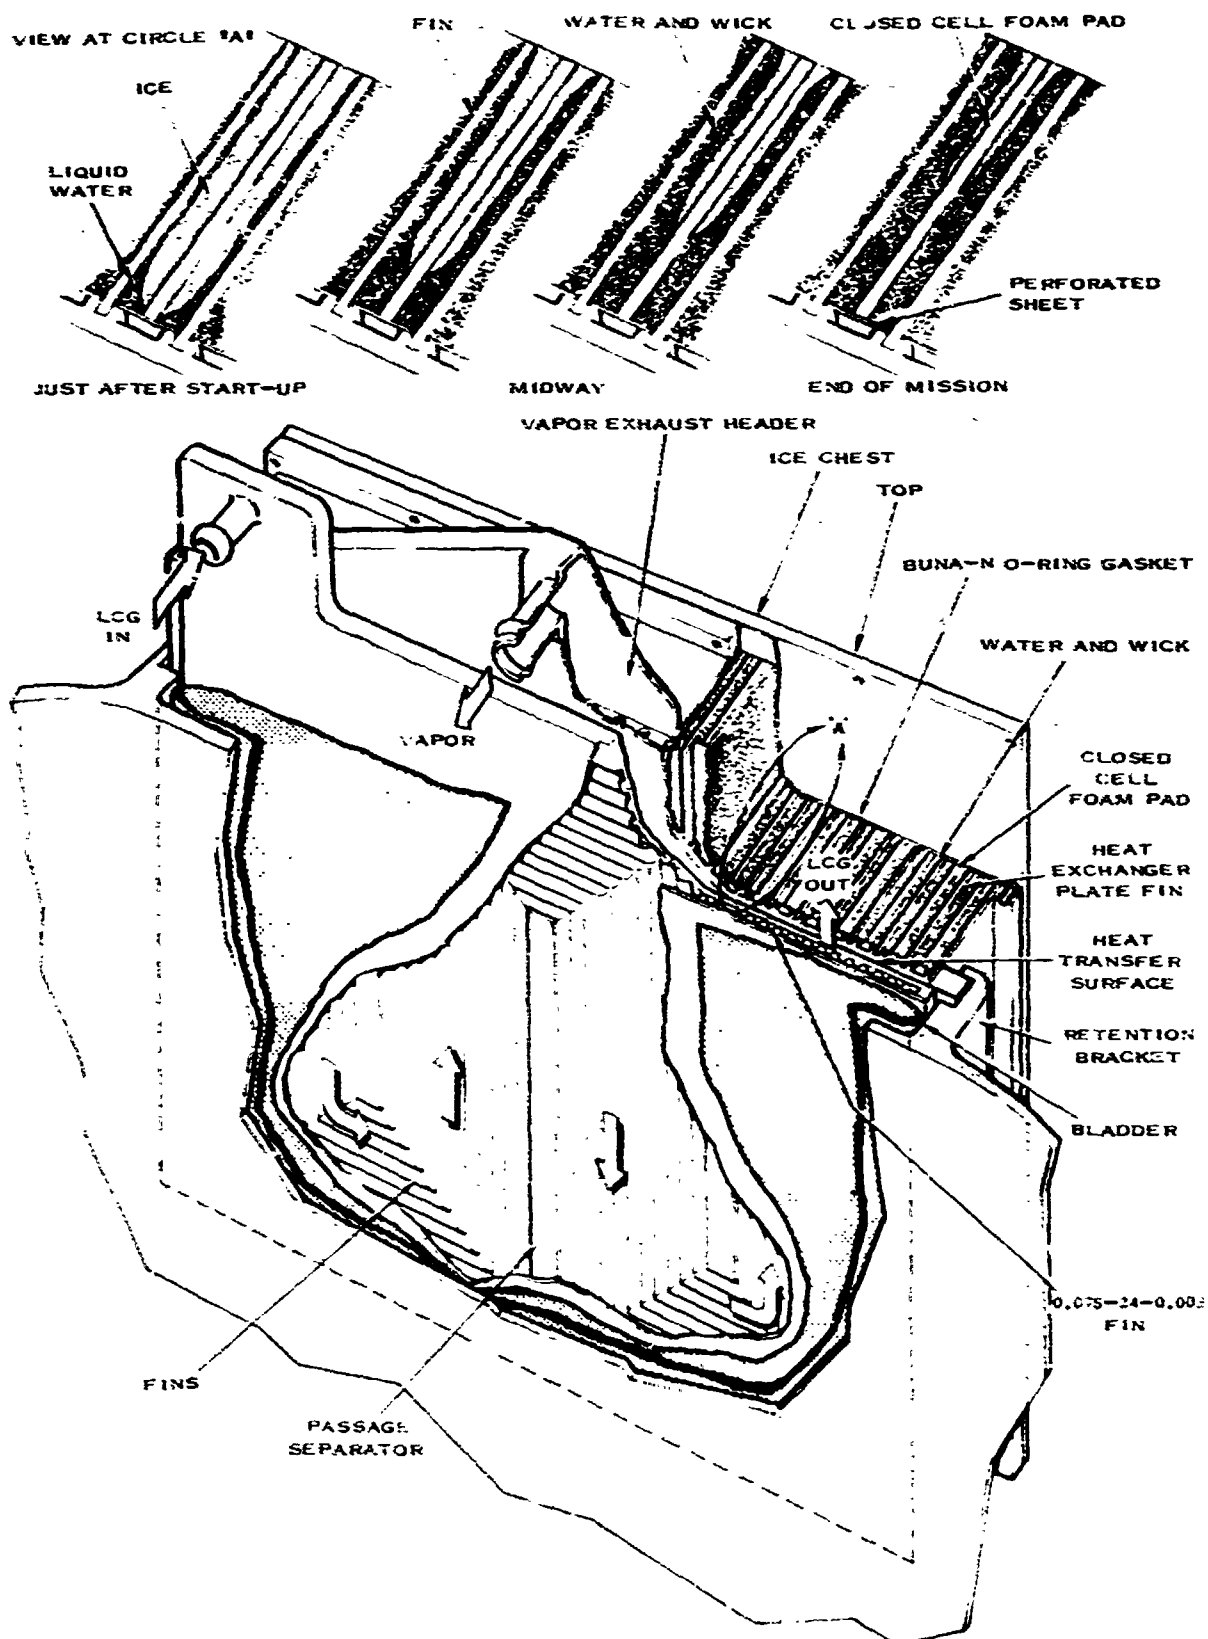 VIEW AT CIRCLE "A"
FIN
WATER AND WICK
CLOSED CELL FOAM PAD
ICE
LIQUID
WATER
PERFORATED
SHEET
JUST AFTER START-UP
MIDWAY
END OF MISSION
VAPOR EXHAUST HEADER
ICE CHEST
TOP
BUNA-N O-RING GASKET
LCG
IN
WATER AND WICK
VAPOR
"A"
CLOSED
CELL
FOAM PAD
LCG
OUT
HEAT
EXCHANGER
PLATE FIN
HEAT
TRANSFER
SURFACE
RETENTION
BRACKET
BLADDER
FIN
FINS
PASSAGE
SEPARATOR